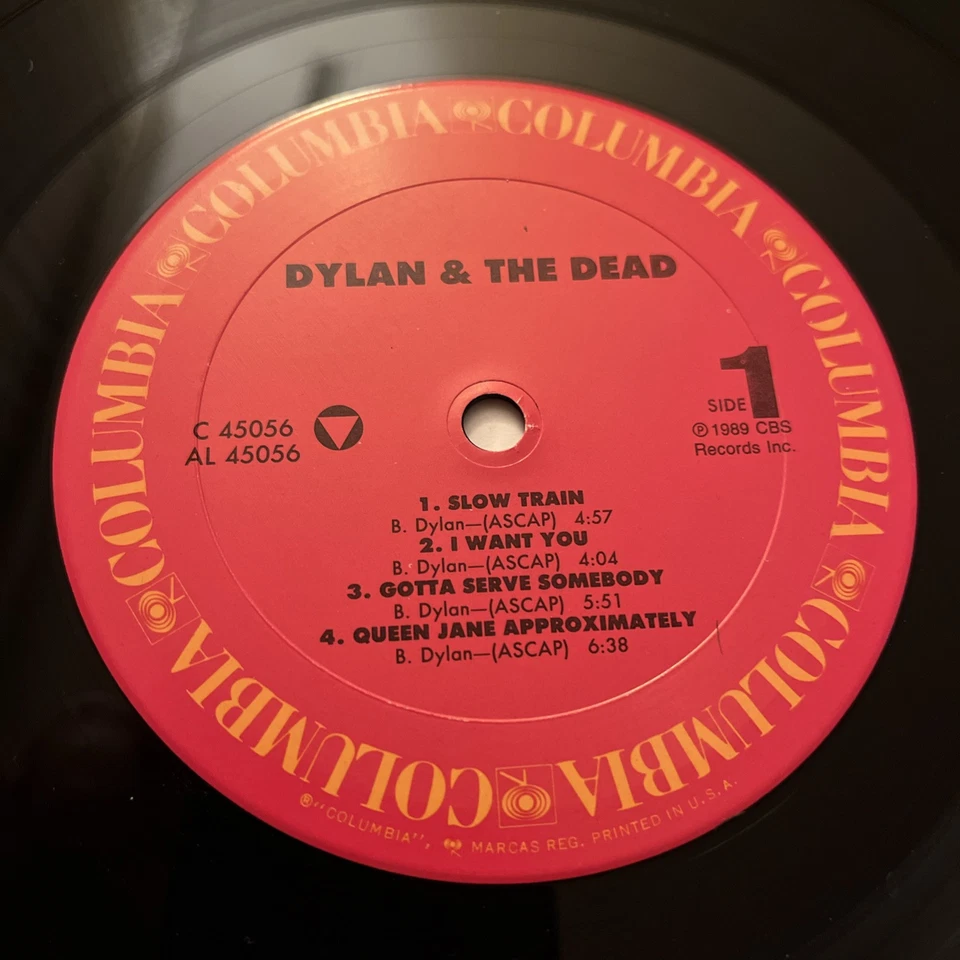 COLUMBIA COLUMBIA COLUMBIA COLUMBIA COLUMBIA COLUMBIA
DYLAN & THE DEAD
SIDE 1
C 45056
℗ 1989 CBS
AL 45056
Records Inc.
1. SLOW TRAIN
B. Dylan—(ASCAP) 4:57
2. I WANT YOU
B. Dylan—(ASCAP) 4:04
3. GOTTA SERVE SOMEBODY
B. Dylan—(ASCAP) 5:51
4. QUEEN JANE APPROXIMATELY
B. Dylan—(ASCAP) 6:38
®"COLUMBIA", MARCAS REG. PRINTED IN U.S.A.